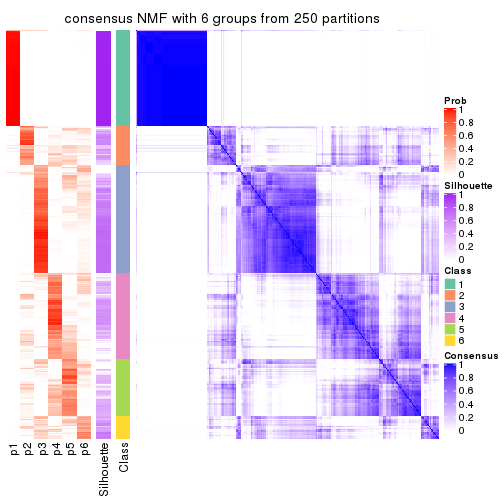 consensus NMF with 6 groups from 250 partitions
Prob
1
0.8
0.6
0.4
0.2
0
Silhouette
1
0.8
0.6
0.4
0.2
0
Class
1
2
3
4
5
6
Consensus
1
0.8
0.6
0.4
0.2
0
p1
p2
p3
p4
p5
p6
Silhouette
Class